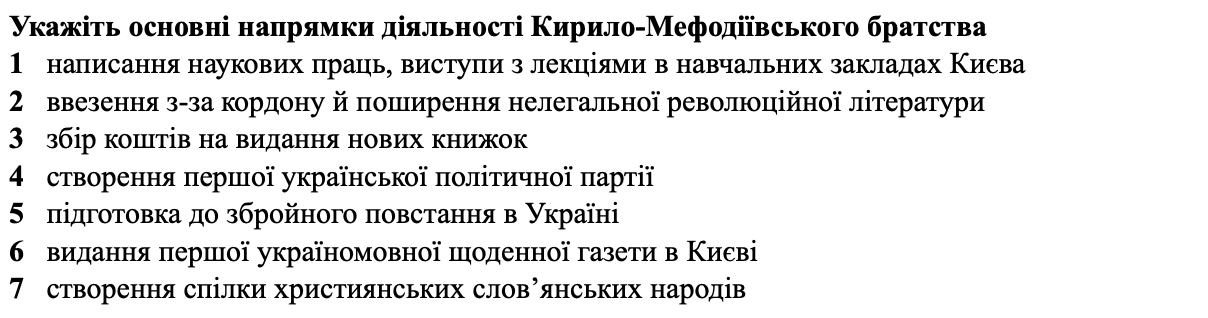 Укажіть основні напрямки діяльності Кирило-Мефодіївського братства
1 написання наукових праць, виступи з лекціями в навчальних закладах Києва
2 ввезення з-за кордону й поширення нелегальної революційної літератури
3 збір коштів на видання нових книжок
4 створення першої української політичної партії
5 підготовка до збройного повстання в Україні
6 видання першої україномовної щоденної газети в Києві
7 створення спілки християнських слов’янських народів